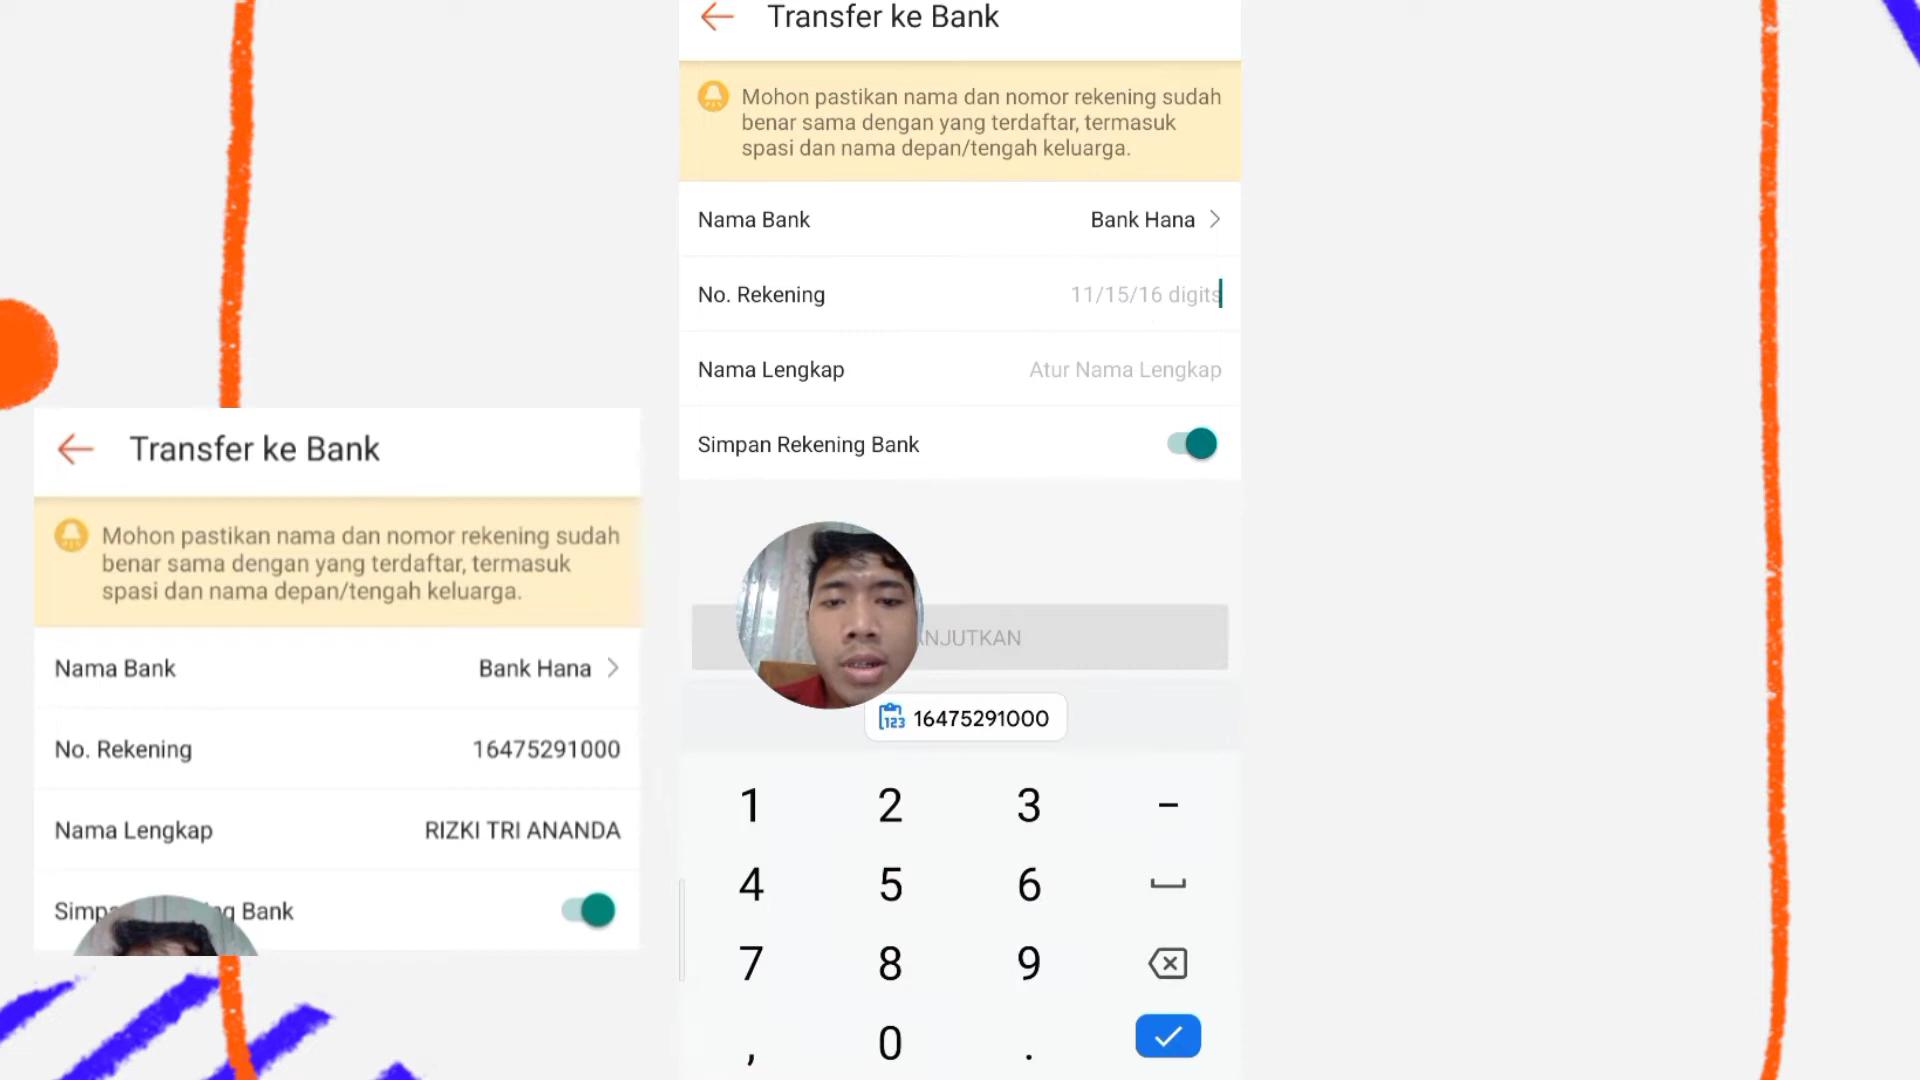 Transfer ke Bank
Mohon pastikan nama dan nomor rekening sudah
benar sama dengan yang terdaftar, termasuk
spasi dan nama depan/tengah keluarga.
Nama Bank Bank Hana
No. Rekening 16475291000
Nama Lengkap RIZKI TRI ANANDA
Simp g Bank
Transfer ke Bank
Mohon pastikan nama dan nomor rekening sudah
benar sama dengan yang terdaftar, termasuk
spasi dan nama depan/tengah keluarga.
Nama Bank Bank Hana
No. Rekening 11/15/16 digits
Nama Lengkap Atur Nama Lengkap
Simpan Rekening Bank
NJUTKAN
123 16475291000
1 2 3 -
4 5 6
7 8 9
, 0 .